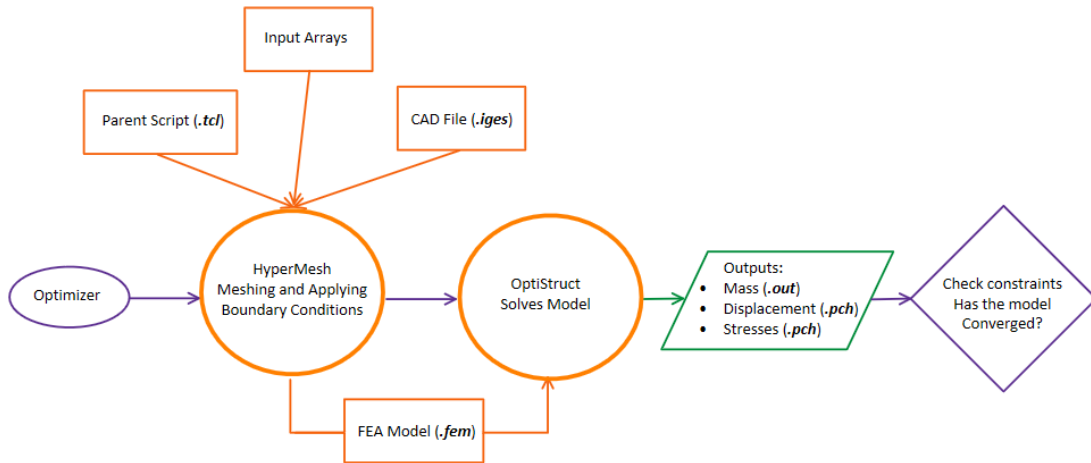 Input Arrays
Parent Script (.tcl)
CAD File (.iges)
Optimizer
HyperMesh
Meshing and Applying
Boundary Conditions
OptiStruct
Solves Model
Outputs:
• Mass (.out)
• Displacement (.pch)
• Stresses (.pch)
Check constraints
Has the model
Converged?
FEA Model (.fem)